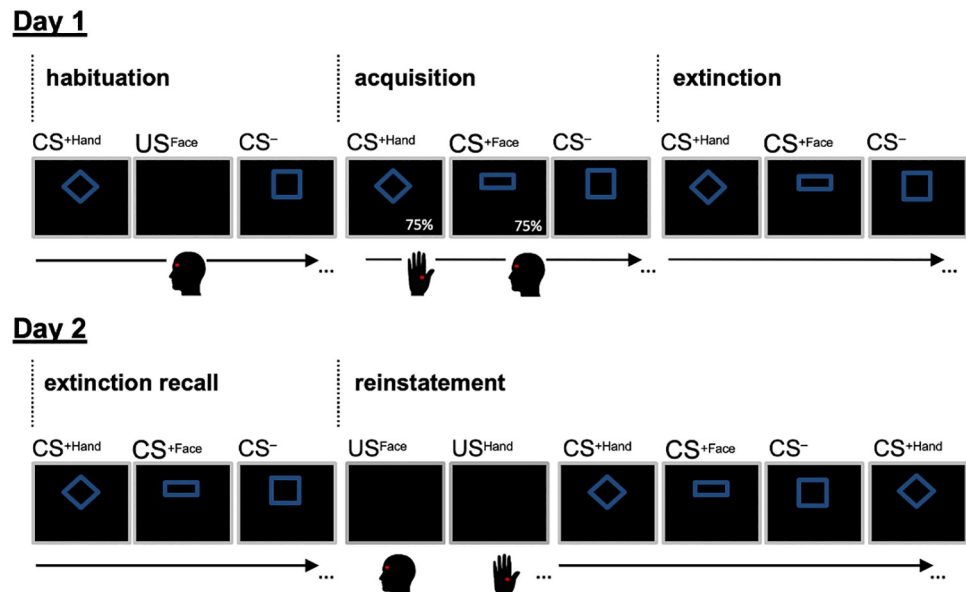 Day 1
habituation acquisition extinction
CS+Hand USFace CS− CS+Hand CS+Face CS− CS+Hand CS+Face CS−
75% 75%
... ... ...
Day 2
extinction recall reinstatement
CS+Hand CS+Face CS− USFace USHand CS+Hand CS+Face CS− CS+Hand
... ... ...